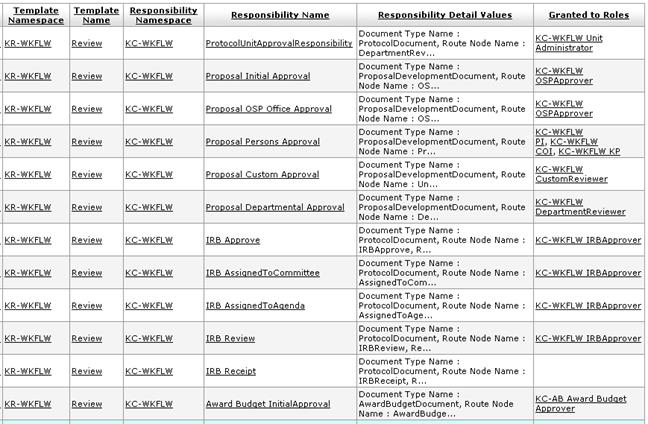 Template Namespace Template Name Responsibility Namespace Responsibility Name Responsibility Detail Values Granted to Roles
KR-WKFLW Review KC-WKFLW ProtocolUnitApprovalResponsibility Document Type Name : ProtocolDocument, Route Node Name : DepartmentRev... KC-WKFLW Unit Administrator
KR-WKFLW Review KC-WKFLW Proposal Initial Approval Document Type Name : ProposalDevelopmentDocument, Route Node Name : OS... KC-WKFLW OSPApprover
KR-WKFLW Review KC-WKFLW Proposal OSP Office Approval Document Type Name : ProposalDevelopmentDocument, Route Node Name : OS... KC-WKFLW OSPApprover
KR-WKFLW Review KC-WKFLW Proposal Persons Approval Document Type Name : ProposalDevelopmentDocument, Route Node Name : Pr... KC-WKFLW PI, KC-WKFLW COI, KC-WKFLW KP
KR-WKFLW Review KC-WKFLW Proposal Custom Approval Document Type Name : ProposalDevelopmentDocument, Route Node Name : Un... KC-WKFLW CustomReviewer
KR-WKFLW Review KC-WKFLW Proposal Departmental Approval Document Type Name : ProposalDevelopmentDocument, Route Node Name : De... KC-WKFLW DepartmentReviewer
KR-WKFLW Review KC-WKFLW IRB Approve Document Type Name : ProtocolDocument, Route Node Name : IRBApprove, R... KC-WKFLW IRBApprover
KR-WKFLW Review KC-WKFLW IRB AssignedToCommittee Document Type Name : ProtocolDocument, Route Node Name : AssignedToCom... KC-WKFLW IRBApprover
KR-WKFLW Review KC-WKFLW IRB AssignedToAgenda Document Type Name : ProtocolDocument, Route Node Name : AssignedToAge... KC-WKFLW IRBApprover
KR-WKFLW Review KC-WKFLW IRB Review Document Type Name : ProtocolDocument, Route Node Name : IRBReview, Re... KC-WKFLW IRBApprover
KR-WKFLW Review KC-WKFLW IRB Receipt Document Type Name : ProtocolDocument, Route Node Name : IRBReceipt, R...
KR-WKFLW Review KC-WKFLW Award Budget InitialApproval Document Type Name : AwardBudgetDocument, Route Node Name : AwardBudge... KC-AB Award Budget Approver